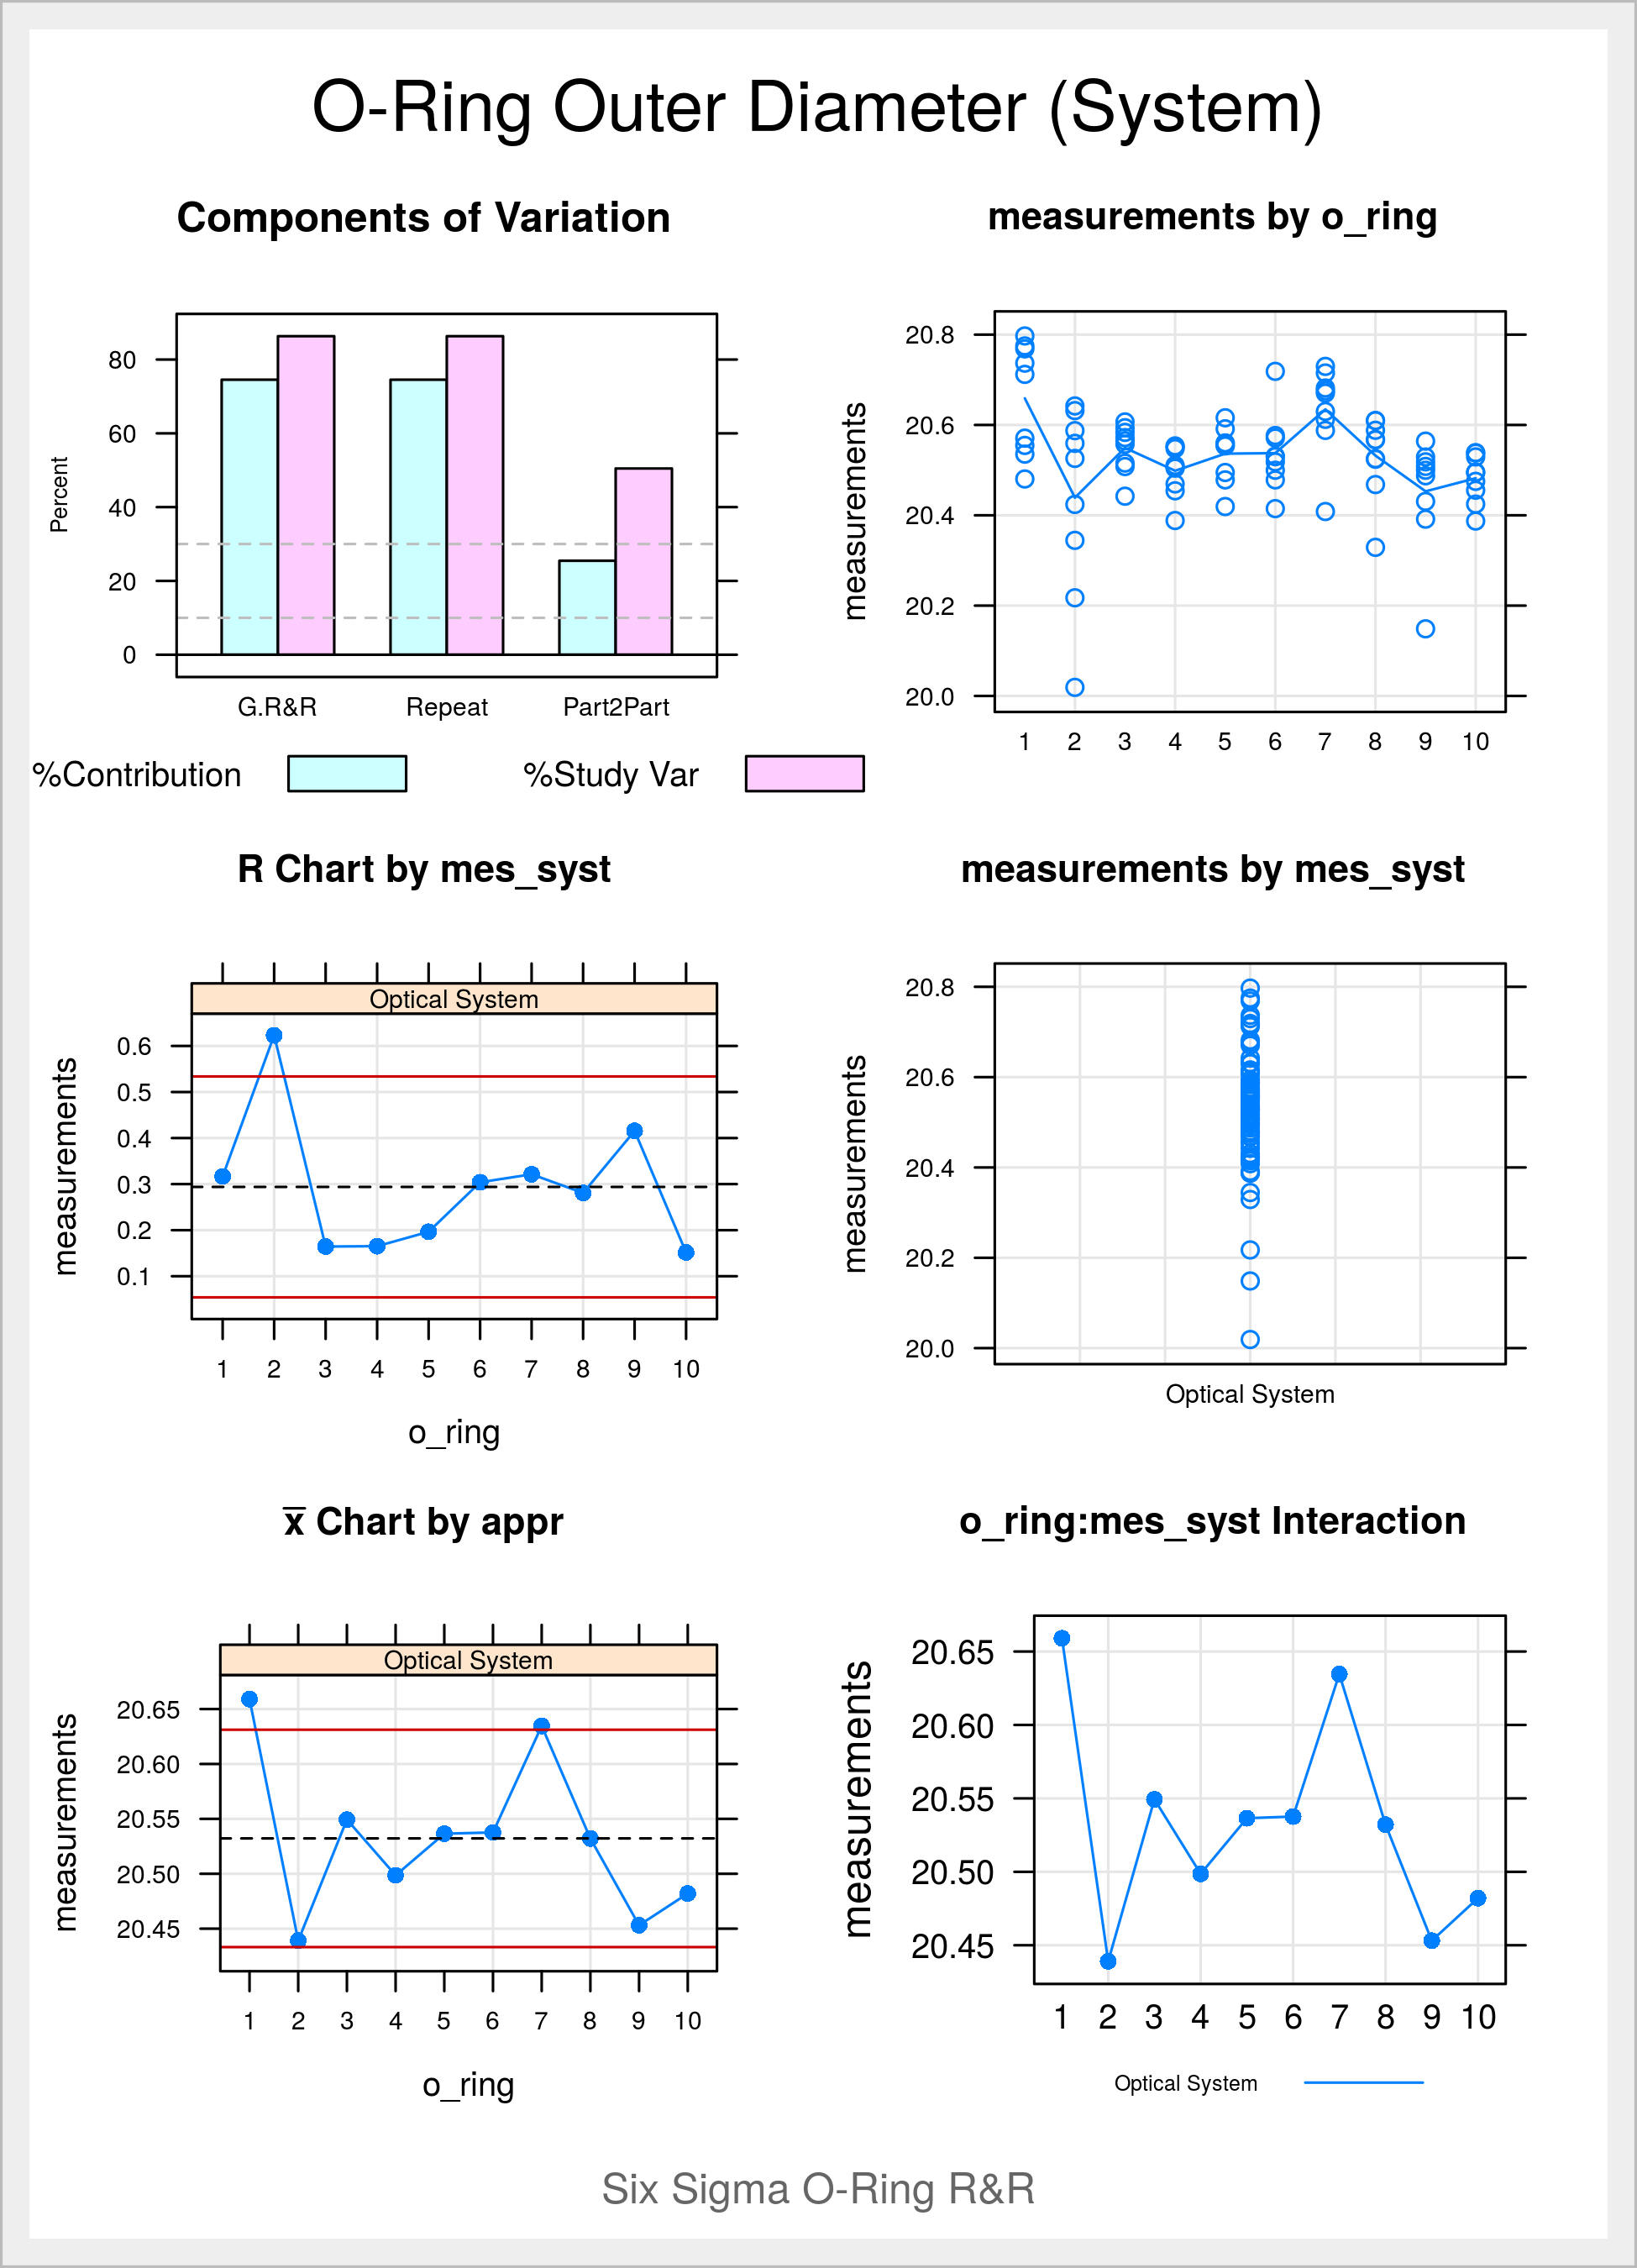 O-Ring Outer Diameter (System)
Components of Variation
Percent
80
60
40
20
0
G.R&R Repeat Part2Part
%Contribution %Study Var
measurements by o_ring
measurements
20.8
20.6
20.4
20.2
20.0
1 2 3 4 5 6 7 8 9 10
R Chart by mes_syst
Optical System
measurements
0.6
0.5
0.4
0.3
0.2
0.1
1 2 3 4 5 6 7 8 9 10
o_ring
measurements by mes_syst
measurements
20.8
20.6
20.4
20.2
20.0
Optical System
x̅ Chart by appr
Optical System
measurements
20.65
20.60
20.55
20.50
20.45
1 2 3 4 5 6 7 8 9 10
o_ring
o_ring:mes_syst Interaction
measurements
20.65
20.60
20.55
20.50
20.45
1 2 3 4 5 6 7 8 9 10
Optical System
Six Sigma O-Ring R&R